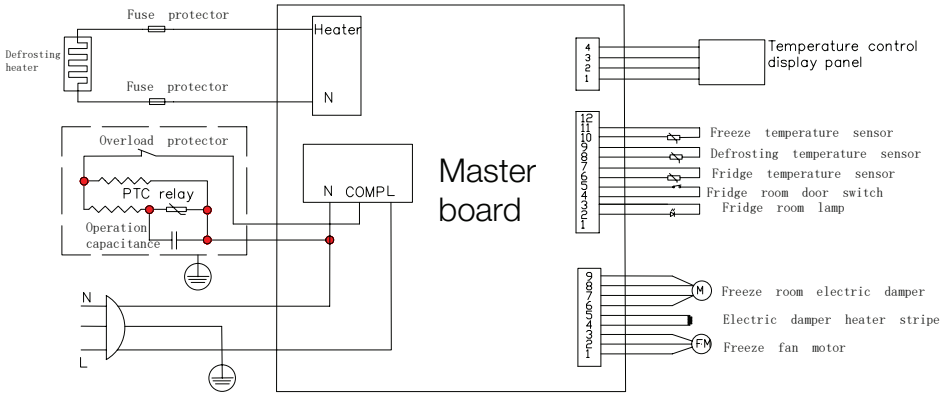 Fuse protector
Defrosting
heater
Fuse protector
Heater
N
Overload protector
PTC relay
Operation
capacitance
N COMPL
N
L
Master
board
4
3
2
1
Temperature control
display panel
12
11
10
9
8
7
6
5
4
3
2
1
Freeze temperature sensor
Defrosting temperature sensor
Fridge temperature sensor
Fridge room door switch
Fridge room lamp
9
8
7
6
5
4
3
2
1
M
Freeze room electric damper
Electric damper heater stripe
FM
Freeze fan motor